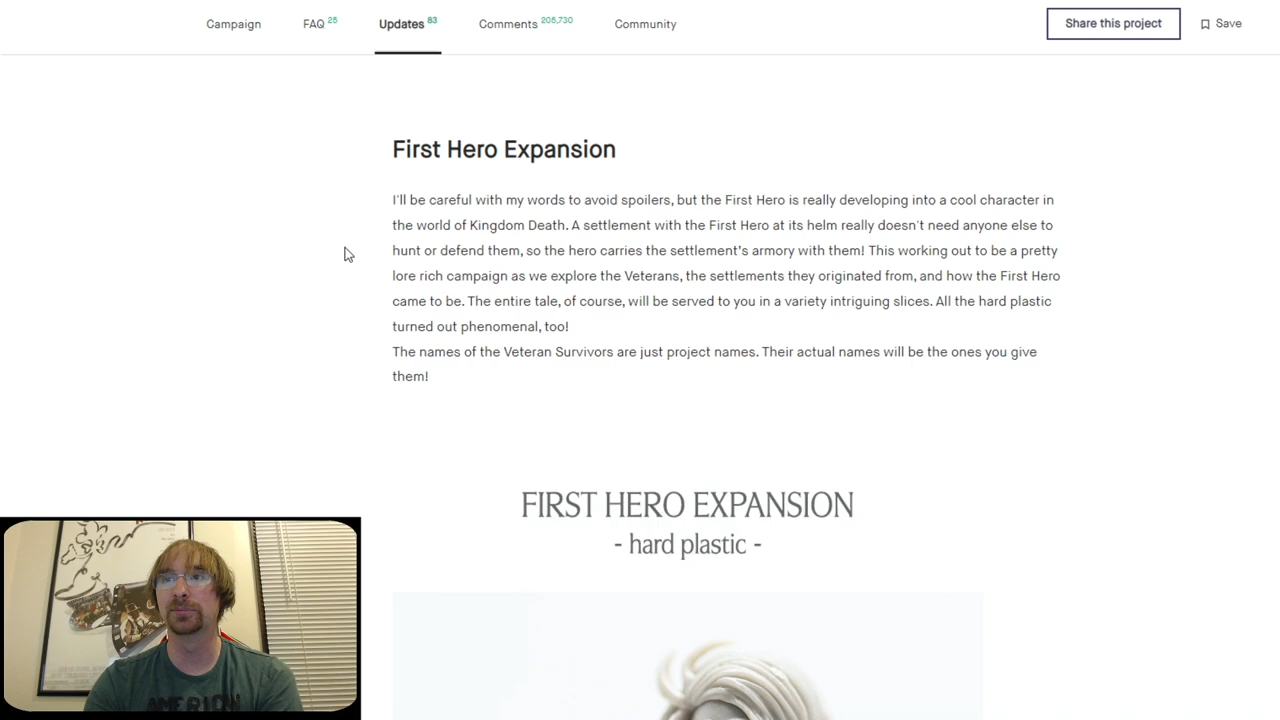 Campaign FAQ 25 Updates 83 Comments 205,730 Community Share this project Save
First Hero Expansion
I'll be careful with my words to avoid spoilers, but the First Hero is really developing into a cool character in
the world of Kingdom Death. A settlement with the First Hero at its helm really doesn't need anyone else to
hunt or defend them, so the hero carries the settlement's armory with them! This working out to be a pretty
lore rich campaign as we explore the Veterans, the settlements they originated from, and how the First Hero
came to be. The entire tale, of course, will be served to you in a variety intriguing slices. All the hard plastic
turned out phenomenal, too!
The names of the Veteran Survivors are just project names. Their actual names will be the ones you give
them!
FIRST HERO EXPANSION
- hard plastic -